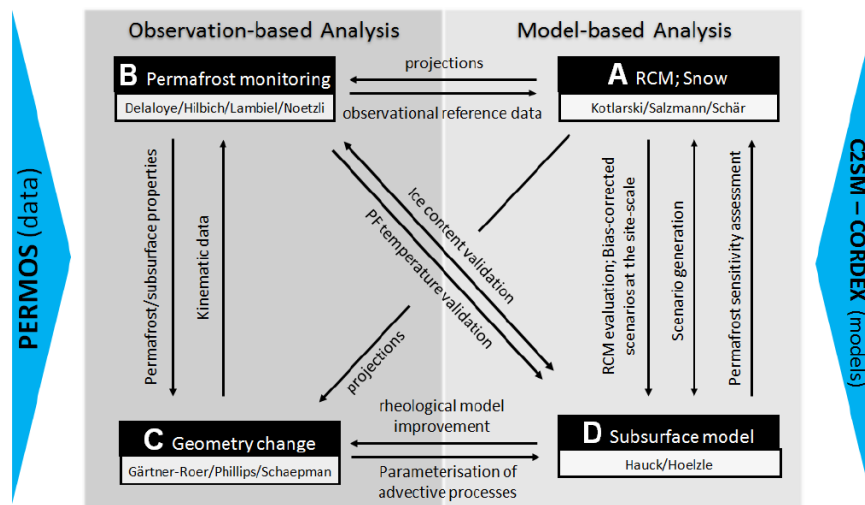 Observation-based Analysis
Model-based Analysis
B Permafrost monitoring
Delaloye/Hilbich/Lambiel/Noetzli
projections
observational reference data
A RCM; Snow
Kotlarski/Salzmann/Schär
PERMOS (data)
Permafrost/subsurface properties
Kinematic data
Ice content validation
PF temperature validation
projections
RCM evaluation; Bias-corrected
scenarios at the site-scale
Scenario generation
Permafrost sensitivity assessment
C2SM – CORDEX (models)
C Geometry change
Gärtner-Roer/Phillips/Schaepman
rheological model
improvement
Parameterisation of
advective processes
D Subsurface model
Hauck/Hoelzle